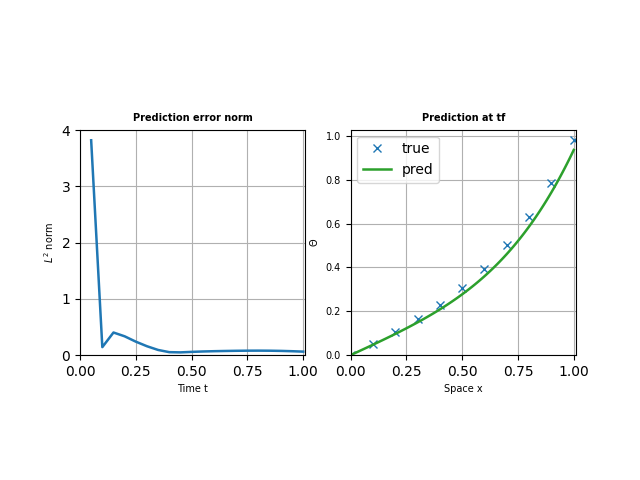 Prediction error norm
4
3
2
1
0
L² norm
0.00
0.25
0.50
0.75
1.00
Time t
Prediction at tf
1.0
0.8
0.6
0.4
0.2
0.0
Θ
true
pred
0.00
0.25
0.50
0.75
1.00
Space x